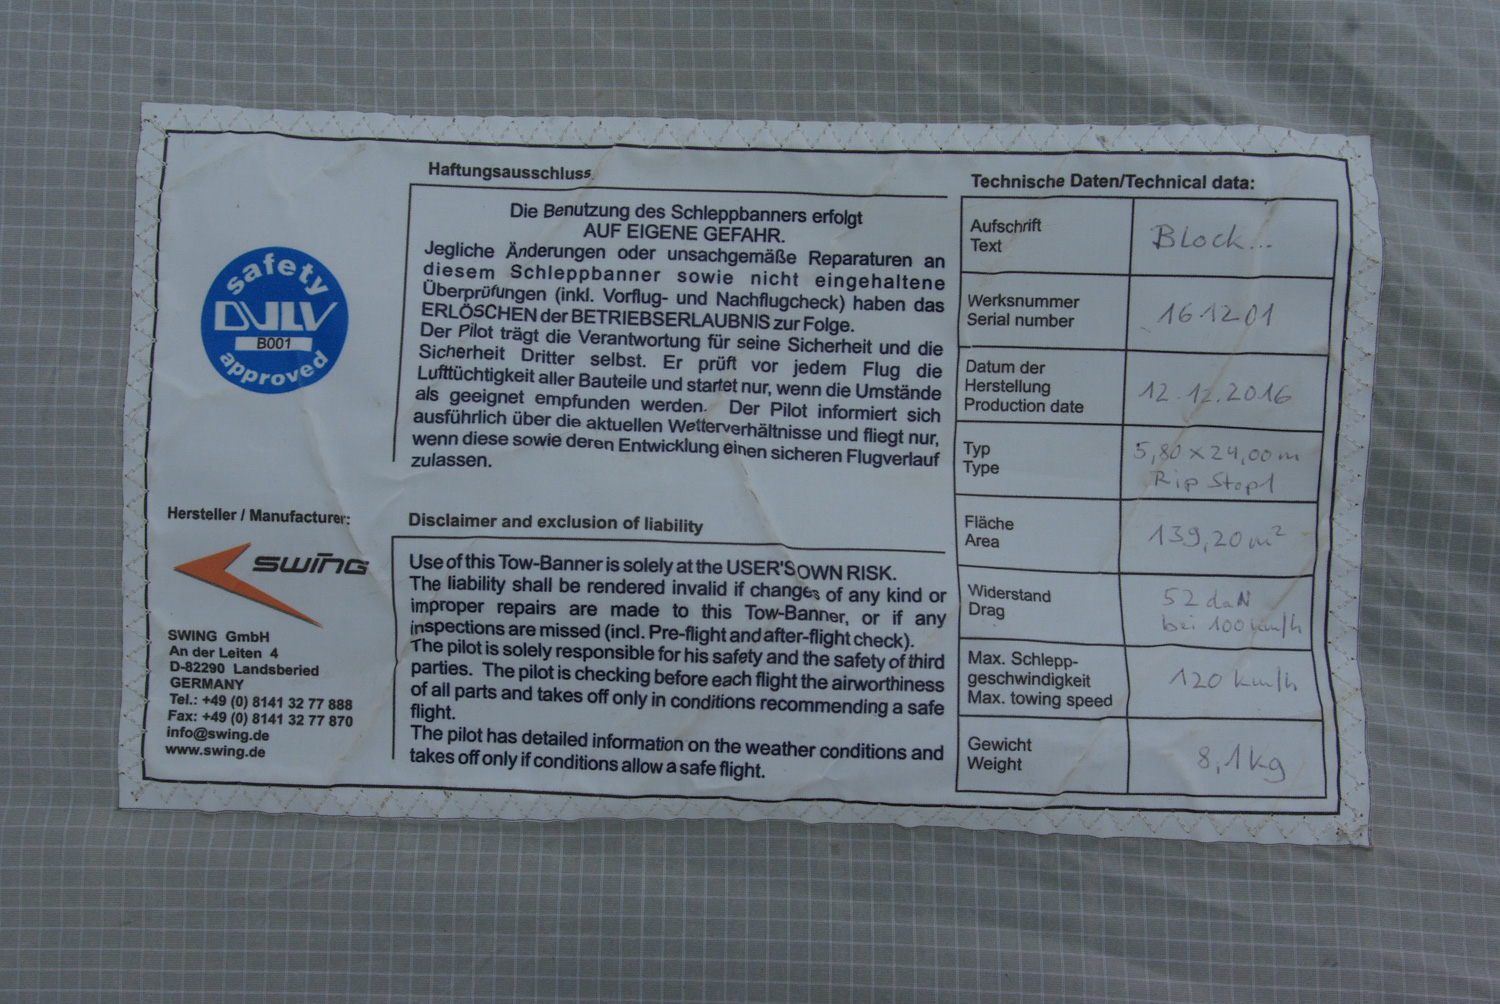 safety
DULV
B001
approved
Hersteller / Manufacturer:
swing
SWING GmbH
An der Leiten 4
D-82290 Landsberied
GERMANY
Tel.: +49 (0) 8141 32 77 888
Fax: +49 (0) 8141 32 77 870
info@swing.de
www.swing.de
Haftungsausschluss
Die Benutzung des Schleppbanners erfolgt
AUF EIGENE GEFAHR.
Jegliche Änderungen oder unsachgemäße Reparaturen an
diesem Schleppbanner sowie nicht eingehaltene
Überprüfungen (inkl. Vorflug- und Nachflugcheck) haben das
ERLÖSCHEN der BETRIEBSERLAUBNIS zur Folge.
Der Pilot trägt die Verantwortung für seine Sicherheit und die
Sicherheit Dritter selbst. Er prüft vor jedem Flug die
Lufttüchtigkeit aller Bauteile und startet nur, wenn die Umstände
als geeignet empfunden werden. Der Pilot informiert sich
ausführlich über die aktuellen Wetterverhältnisse und fliegt nur,
wenn diese sowie deren Entwicklung einen sicheren Flugverlauf
zulassen.
Disclaimer and exclusion of liability
Use of this Tow-Banner is solely at the USER'S OWN RISK.
The liability shall be rendered invalid if changes of any kind or
improper repairs are made to this Tow-Banner, or if any
inspections are missed (incl. Pre-flight and after-flight check).
The pilot is solely responsible for his safety and the safety of third
parties. The pilot is checking before each flight the airworthiness
of all parts and takes off only in conditions recommending a safe
flight.
The pilot has detailed information on the weather conditions and
takes off only if conditions allow a safe flight.
Technische Daten/Technical data:
Aufschrift
Text
Block...
Werksnummer
Serial number
161201
Datum der
Herstellung
Production date
12.12.2016
Typ
Type
5,80 x 24,00 m
Rip Stop1
Fläche
Area
139,20 m²
Widerstand
Drag
52 daN
bei 100 km/h
Max. Schlepp-
geschwindigkeit
Max. towing speed
120 km/h
Gewicht
Weight
8,1 kg